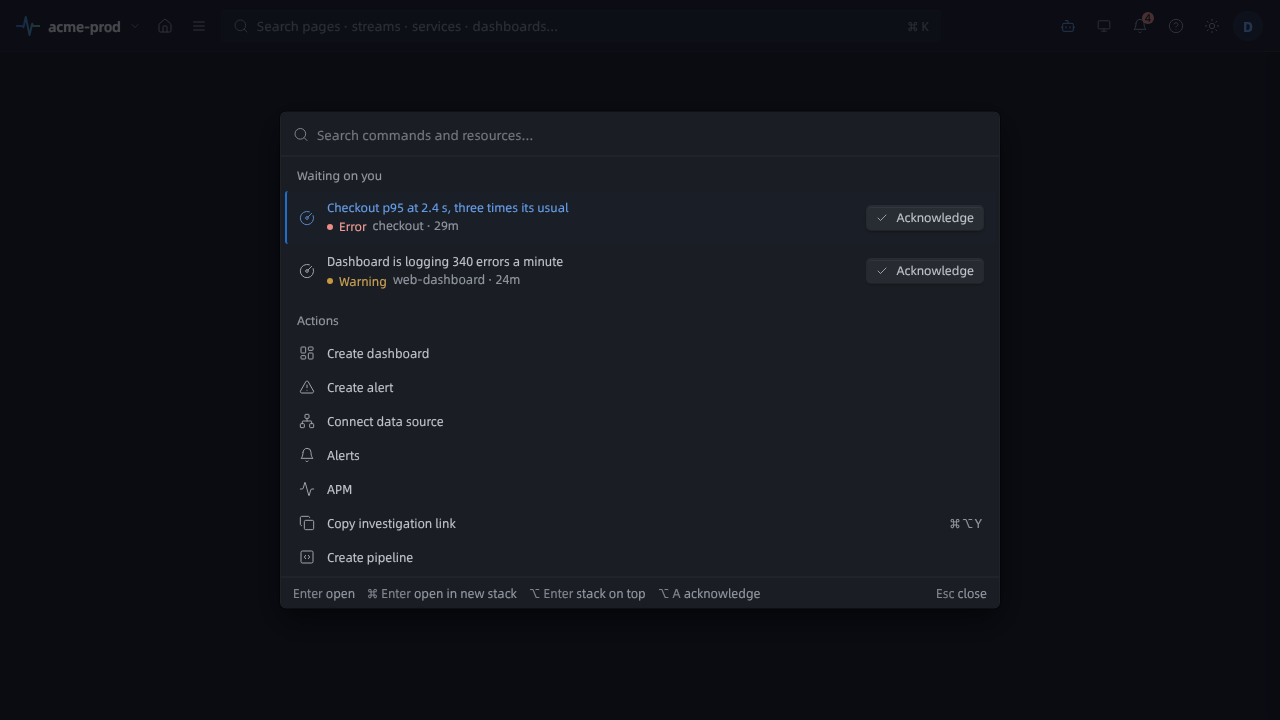 acme-prod
Search pages · streams · services · dashboards...
⌘ K
4
D
Search commands and resources...
Waiting on you
Checkout p95 at 2.4 s, three times its usual
Error checkout · 29m
Acknowledge
Dashboard is logging 340 errors a minute
Warning web-dashboard · 24m
Acknowledge
Actions
Create dashboard
Create alert
Connect data source
Alerts
APM
Copy investigation link
⌘⌥Y
Create pipeline
Enter open ⌘ Enter open in new stack ⌥ Enter stack on top ⌥ A acknowledge
Esc close